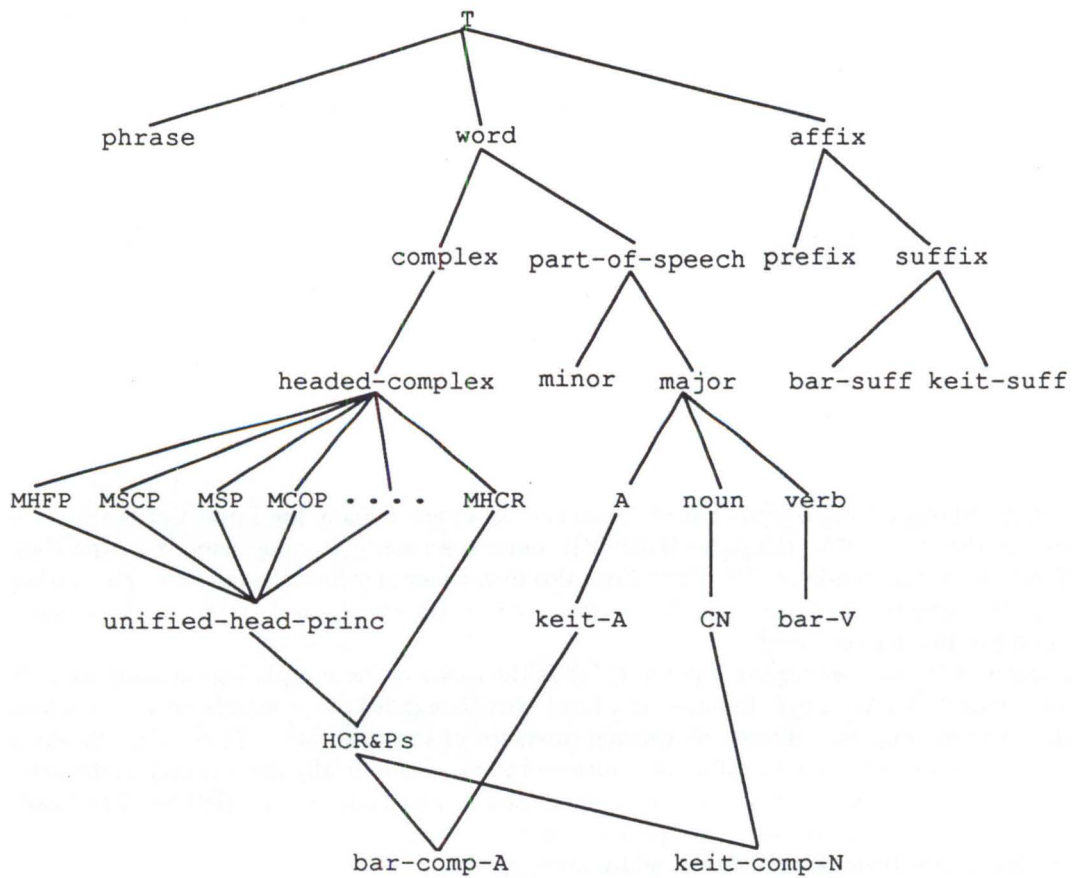 T
phrase word affix
complex part-of-speech prefix suffix
headed-complex minor major bar-suff keit-suff
MHFP MSCP MSP MCOP .... MHCR A noun verb
unified-head-princ keit-A CN bar-V
HCR&Ps
bar-comp-A keit-comp-N